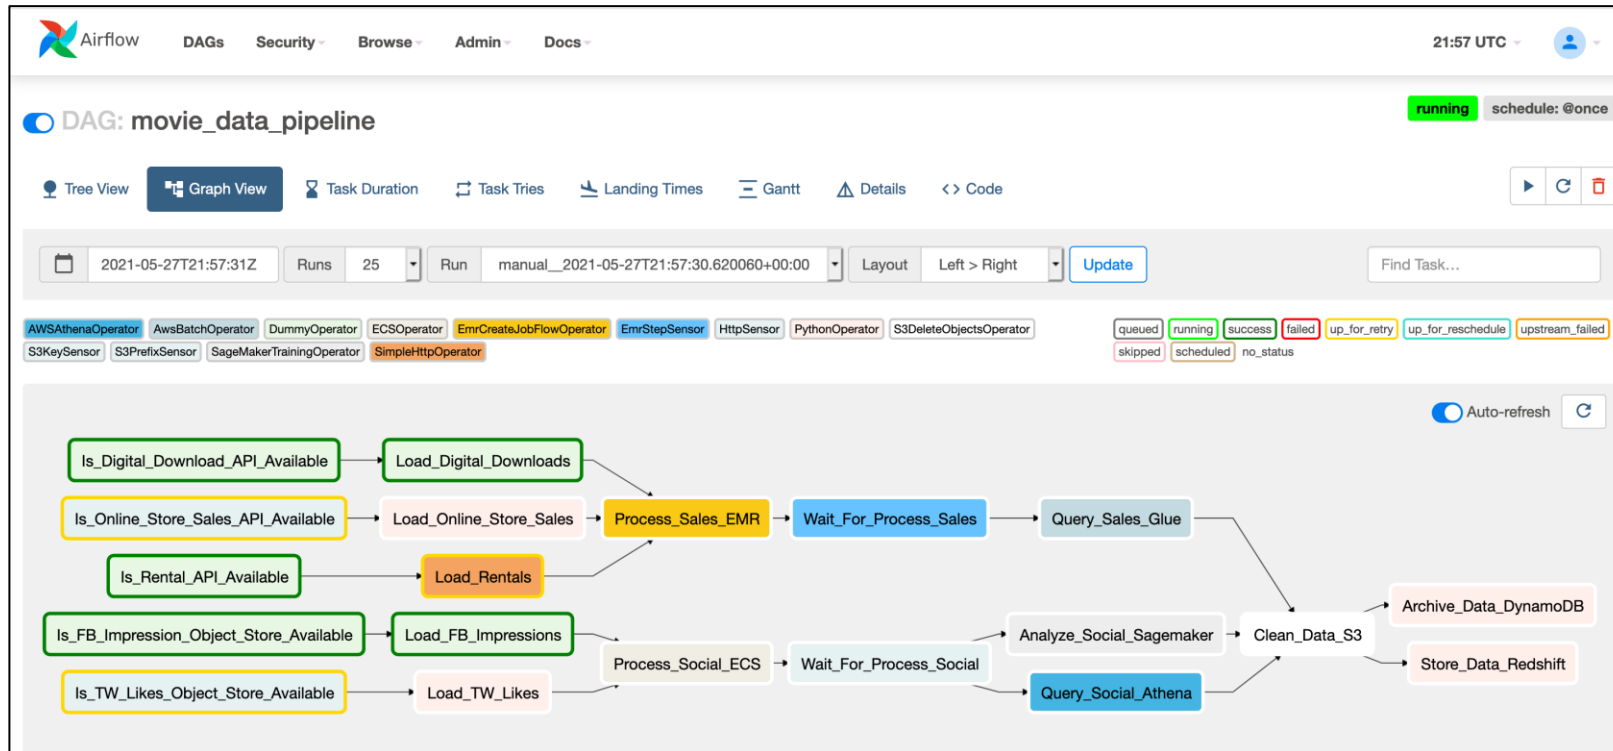 Airflow DAGs Security Browse Admin Docs 21:57 UTC
DAG: movie_data_pipeline running schedule: @once
Tree View Graph View Task Duration Task Tries Landing Times Gantt Details <> Code
2021-05-27T21:57:31Z Runs 25 Run manual__2021-05-27T21:57:30.620060+00:00 Layout Left > Right Update Find Task...
AWSAthenaOperator AwsBatchOperator DummyOperator ECSOperator EmrCreateJobFlowOperator EmrStepSensor HttpSensor PythonOperator S3DeleteObjectsOperator queued running success failed up_for_retry up_for_reschedule upstream_failed
S3KeySensor S3PrefixSensor SageMakerTrainingOperator SimpleHttpOperator skipped scheduled no_status
Auto-refresh
Is_Digital_Download_API_Available Load_Digital_Downloads
Is_Online_Store_Sales_API_Available Load_Online_Store_Sales Process_Sales_EMR Wait_For_Process_Sales Query_Sales_Glue
Is_Rental_API_Available Load_Rentals
Archive_Data_DynamoDB
Is_FB_Impression_Object_Store_Available Load_FB_Impressions Analyze_Social_Sagemaker Clean_Data_S3
Process_Social_ECS Wait_For_Process_Social Store_Data_Redshift
Is_TW_Likes_Object_Store_Available Load_TW_Likes Query_Social_Athena